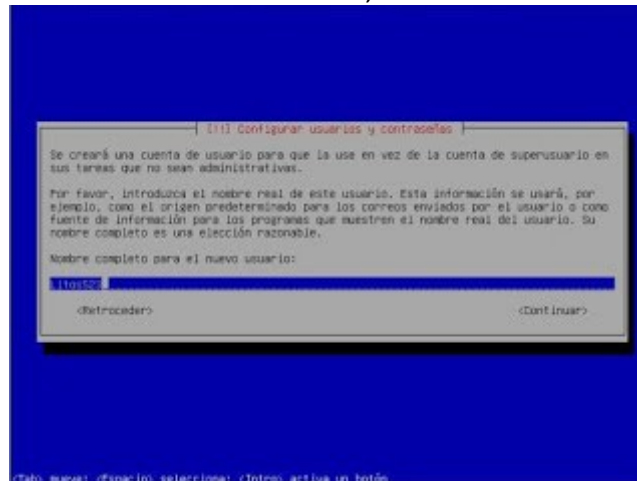 [!!] Configurar usuarios y contraseñas
Se creará una cuenta de usuario para que la use en vez de la cuenta de superusuario en
sus tareas que no sean administrativas.
Por favor, introduzca el nombre real de este usuario. Esta información se usará, por
ejemplo, como el origen predeterminado para los correos enviados por el usuario o como
fuente de información para los programas que muestren el nombre real del usuario. Su
nombre completo es una elección razonable.
Nombre completo para el nuevo usuario:
<Retroceder> <Continuar>
<Tab> mueve; <Espacio> selecciona; <Intro> activa un botón